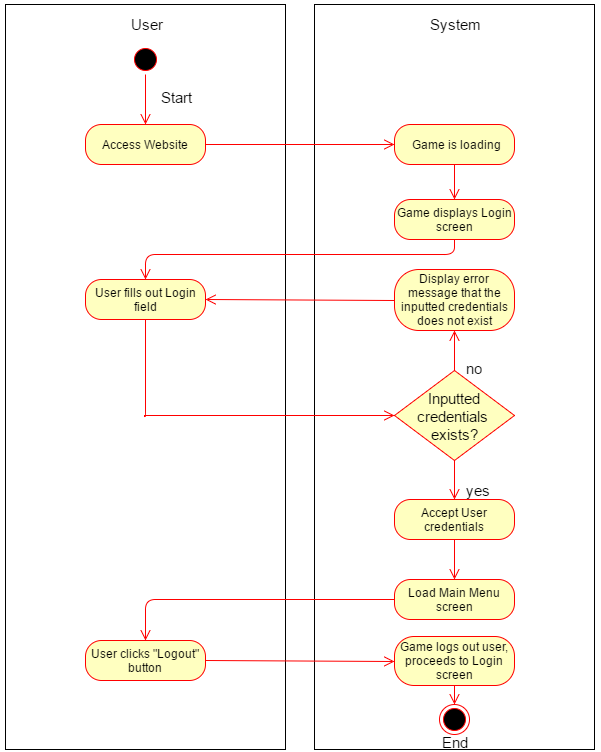 User
System
Start
Access Website
Game is loading
Game displays Login
screen
User fills out Login
field
Display error
message that the
inputted credentials
does not exist
no
Inputted
credentials
exists?
yes
Accept User
credentials
Load Main Menu
screen
User clicks "Logout"
button
Game logs out user,
proceeds to Login
screen
End